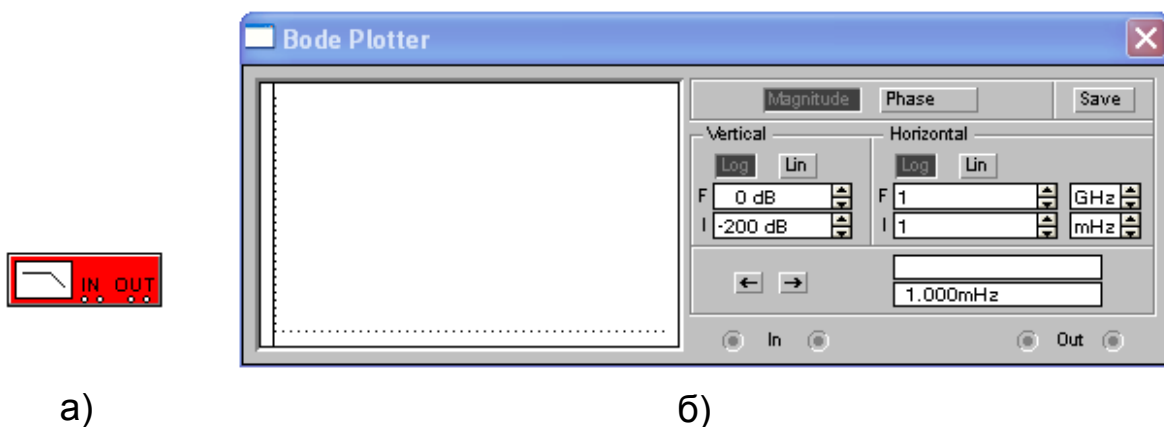 Bode Plotter
Magnitude Phase Save
Vertical Horizontal
Log Lin Log Lin
F 0 dB F 1 GHz
I -200 dB I 1 mHz
1.000mHz
In Out
IN OUT
а) б)